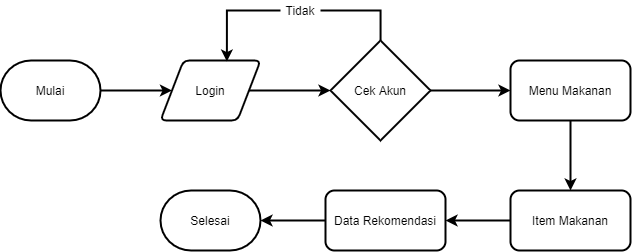 Tidak
Mulai
Login
Cek Akun
Menu Makanan
Item Makanan
Data Rekomendasi
Selesai